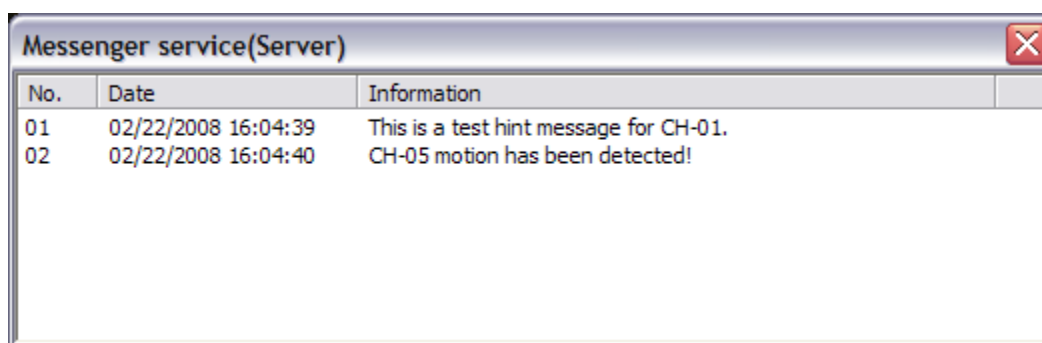 Messenger service(Server)
No. Date Information
01 02/22/2008 16:04:39 This is a test hint message for CH-01.
02 02/22/2008 16:04:40 CH-05 motion has been detected!